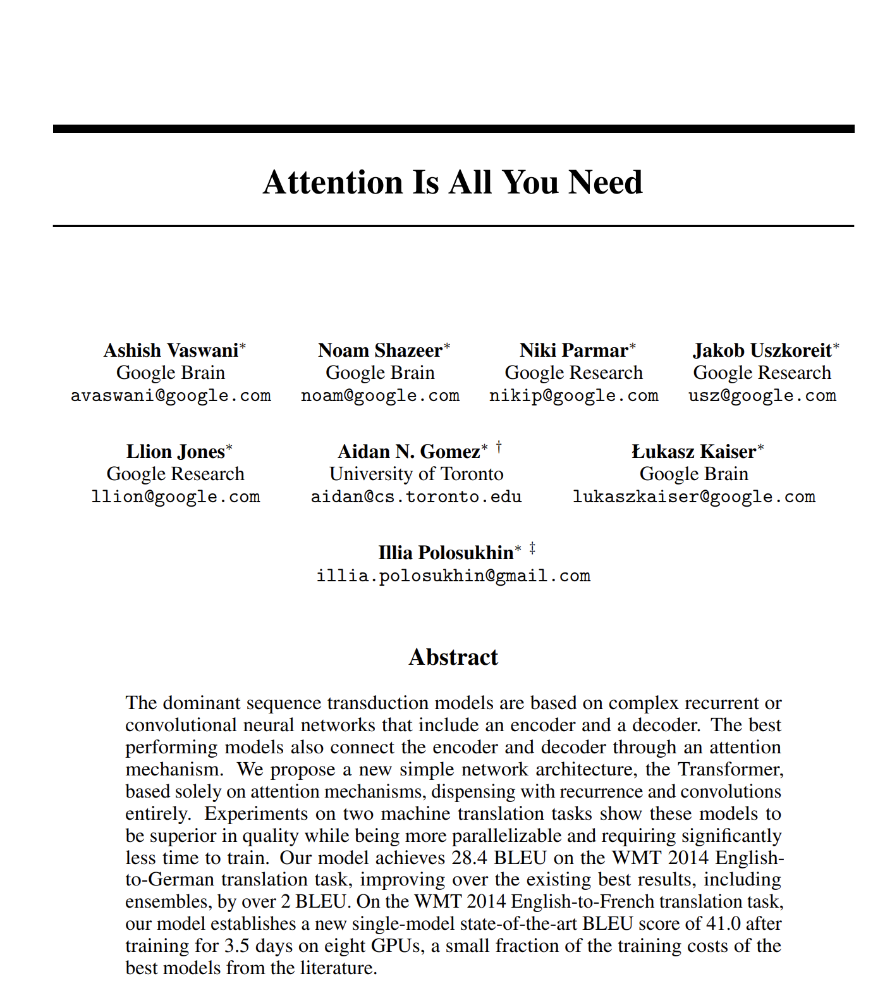 Attention Is All You Need
Ashish Vaswani∗
Google Brain
avaswani@google.com
Noam Shazeer∗
Google Brain
noam@google.com
Niki Parmar∗
Google Research
nikip@google.com
Jakob Uszkoreit∗
Google Research
usz@google.com
Llion Jones∗
Google Research
llion@google.com
Aidan N. Gomez∗ †
University of Toronto
aidan@cs.toronto.edu
Łukasz Kaiser∗
Google Brain
lukaszkaiser@google.com
Illia Polosukhin∗ ‡
illia.polosukhin@gmail.com
Abstract
The dominant sequence transduction models are based on complex recurrent or
convolutional neural networks that include an encoder and a decoder. The best
performing models also connect the encoder and decoder through an attention
mechanism. We propose a new simple network architecture, the Transformer,
based solely on attention mechanisms, dispensing with recurrence and convolutions
entirely. Experiments on two machine translation tasks show these models to
be superior in quality while being more parallelizable and requiring significantly
less time to train. Our model achieves 28.4 BLEU on the WMT 2014 English-
to-German translation task, improving over the existing best results, including
ensembles, by over 2 BLEU. On the WMT 2014 English-to-French translation task,
our model establishes a new single-model state-of-the-art BLEU score of 41.0 after
training for 3.5 days on eight GPUs, a small fraction of the training costs of the
best models from the literature.